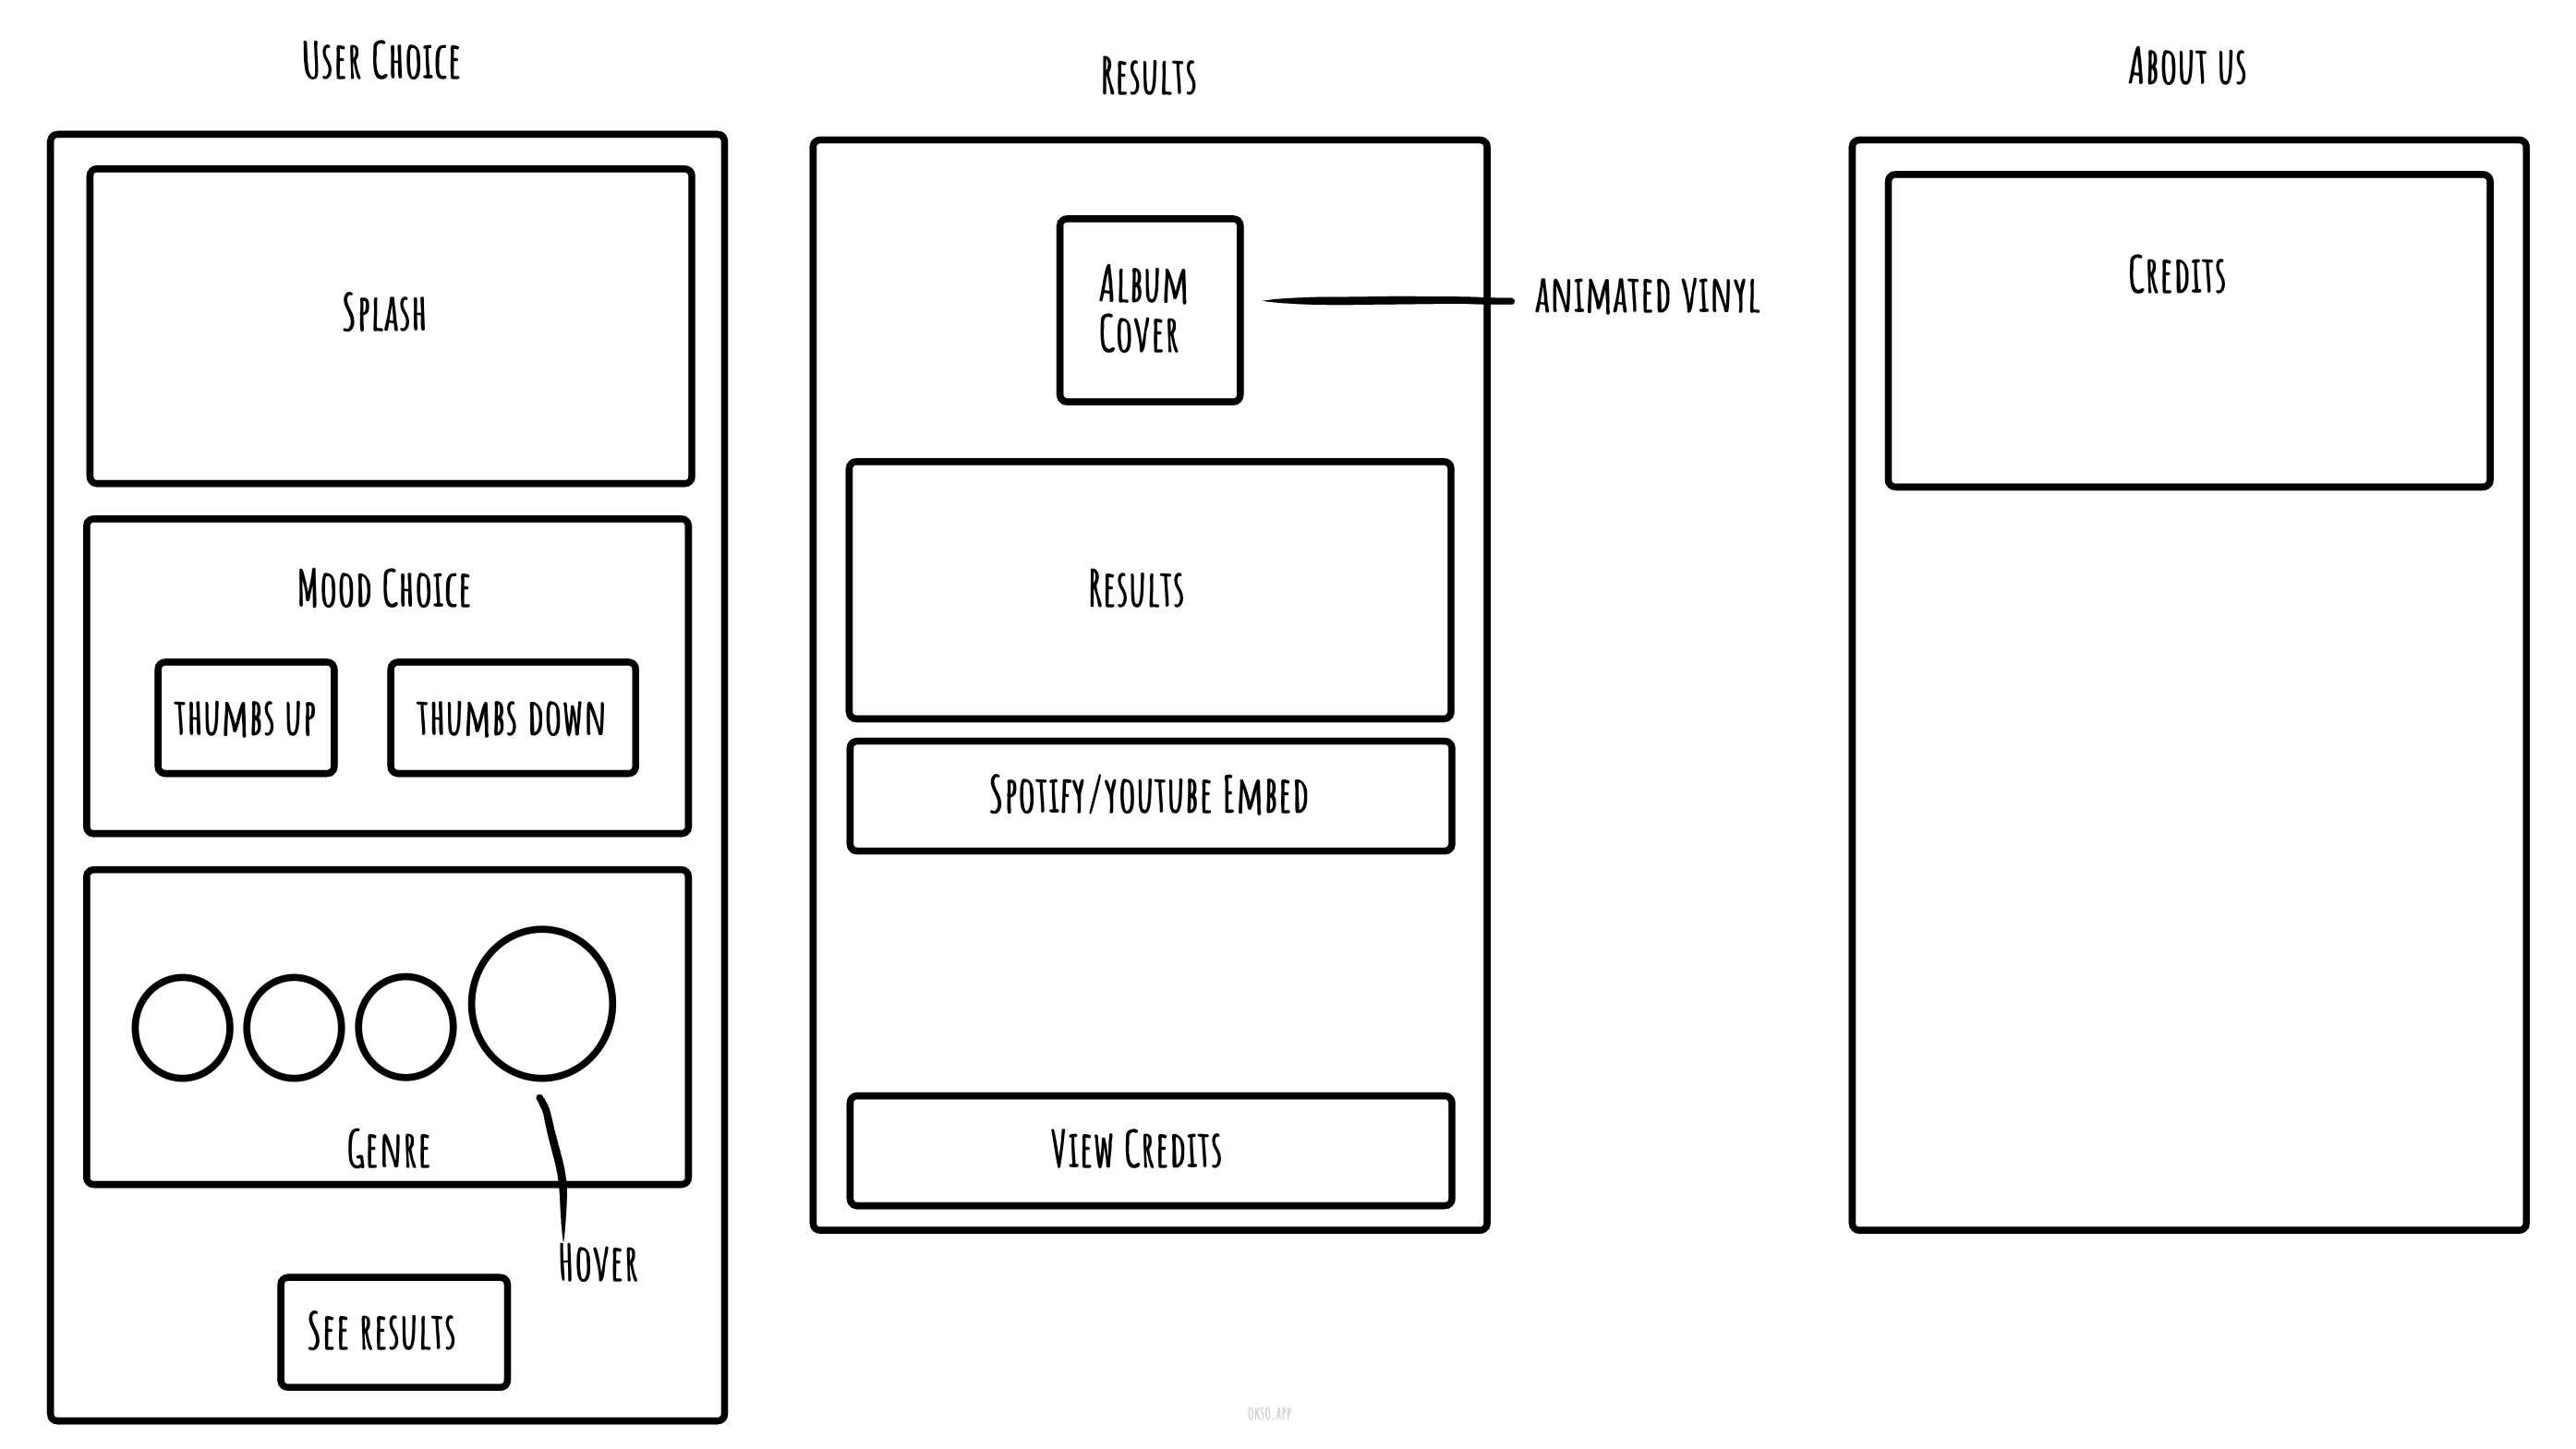 User Choice
Splash
Mood Choice
thumbs up
thumbs down
Genre
Hover
See results
Results
Album
Cover
animated vinyl
Results
Spotify/youtube Embed
View Credits
About us
Credits
okso.app